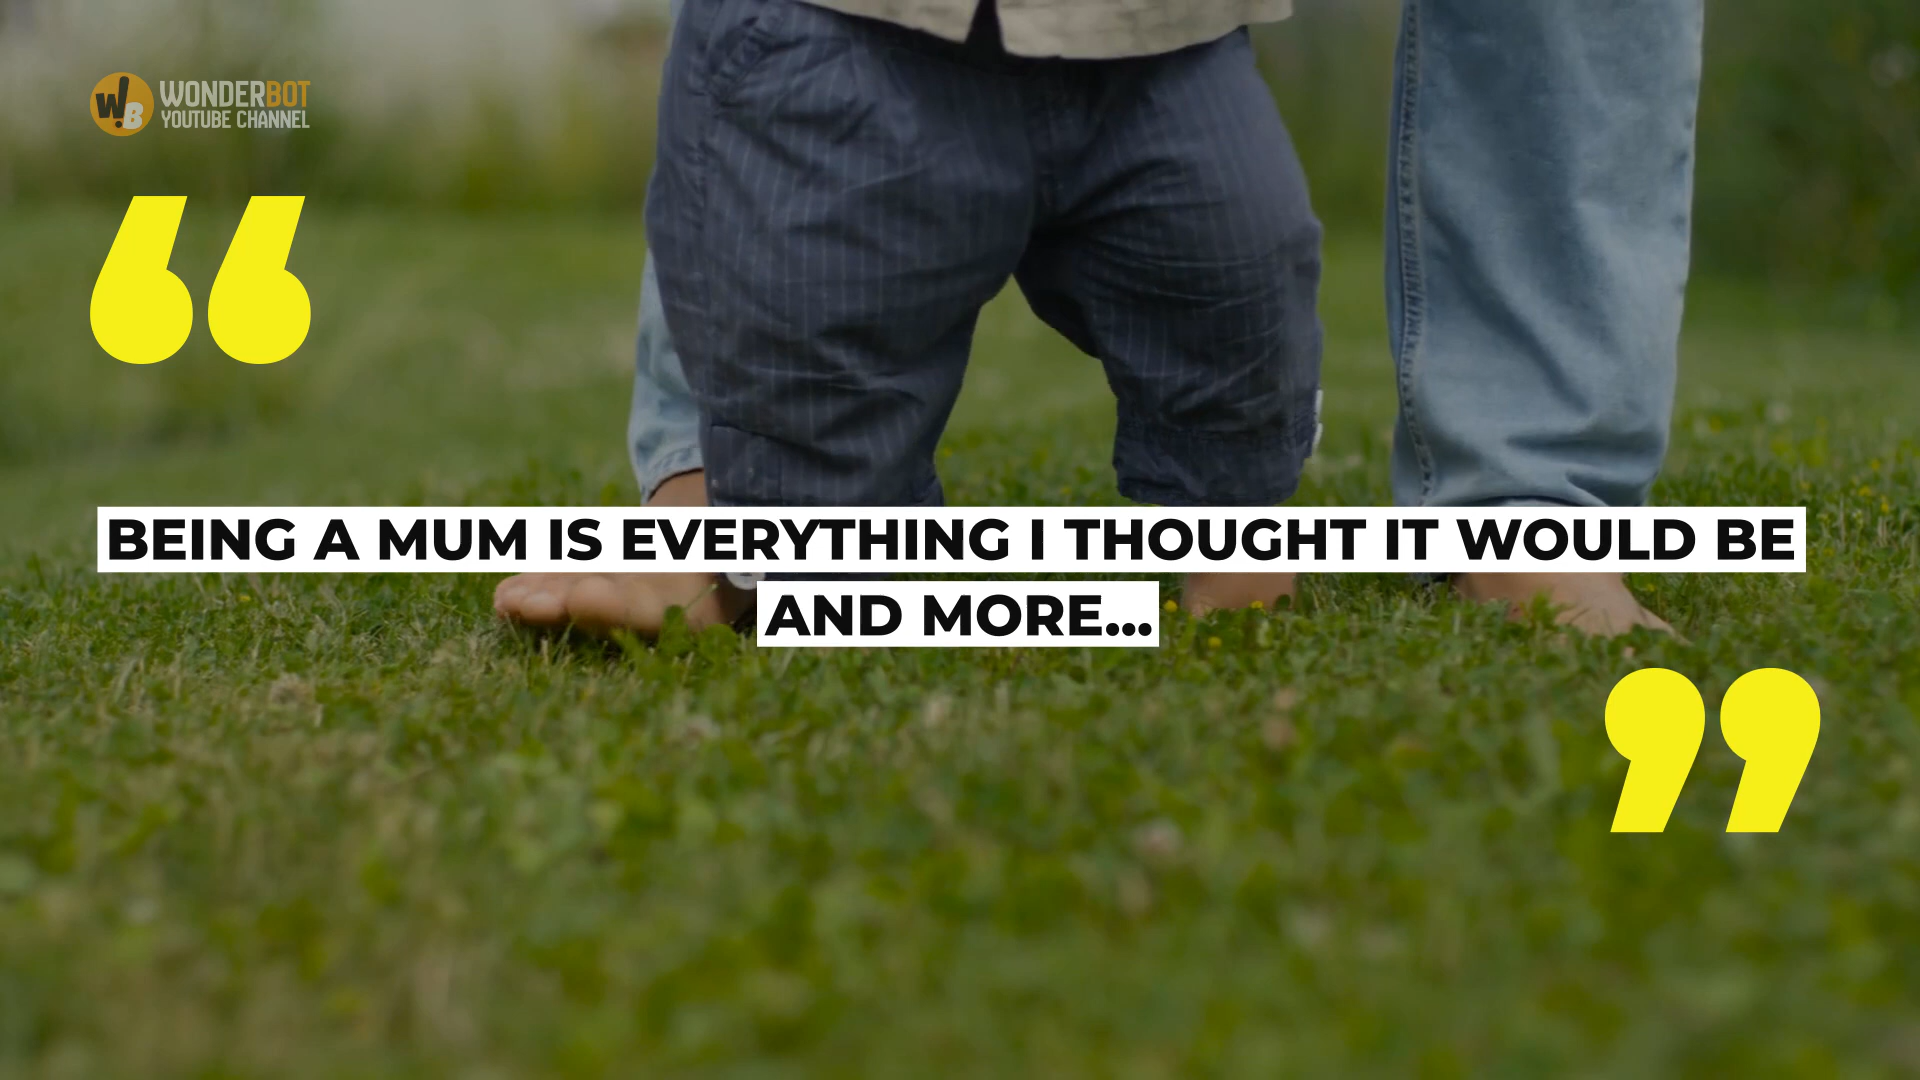 WONDERBOT
YOUTUBE CHANNEL
“
BEING A MUM IS EVERYTHING I THOUGHT IT WOULD BE
AND MORE...
”